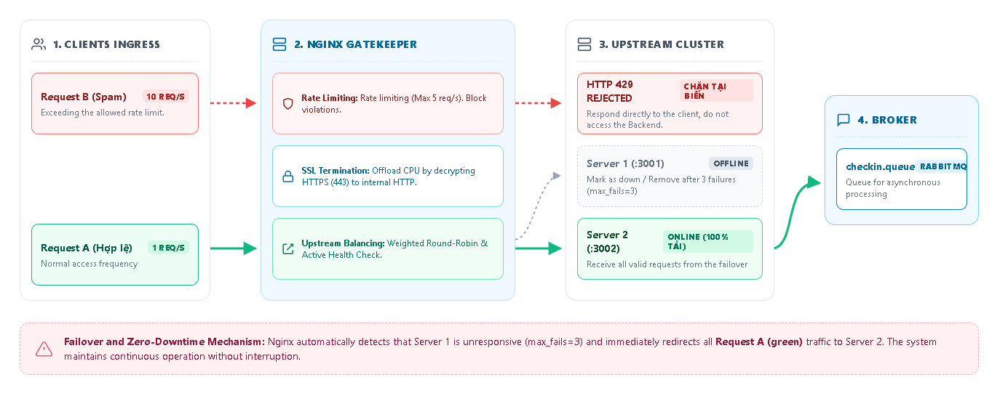 1. CLIENTS INGRESS
Request B (Spam)
10 REQ/S
Exceeding the allowed rate limit.
Request A (Hợp lệ)
1 REQ/S
Normal access frequency
2. NGINX GATEKEEPER
Rate Limiting: Rate limiting (Max 5 req/s). Block
violations.
SSL Termination: Offload CPU by decrypting
HTTPS (443) to internal HTTP.
Upstream Balancing: Weighted Round-Robin &
Active Health Check.
3. UPSTREAM CLUSTER
HTTP 429
REJECTED
CHẶN TẠI
BIÊN
Respond directly to the client, do not
access the Backend.
Server 1 (:3001)
OFFLINE
Mark as down / Remove after 3 failures
(max_fails=3)
Server 2
(:3002)
ONLINE (100%
TẢI)
Receive all valid requests from the failover
4. BROKER
checkin.queue
RABBITMQ
Queue for asynchronous
processing
Failover and Zero-Downtime Mechanism: Nginx automatically detects that Server 1 is unresponsive (max_fails=3) and immediately redirects all Request A (green) traffic to Server 2. The system
maintains continuous operation without interruption.